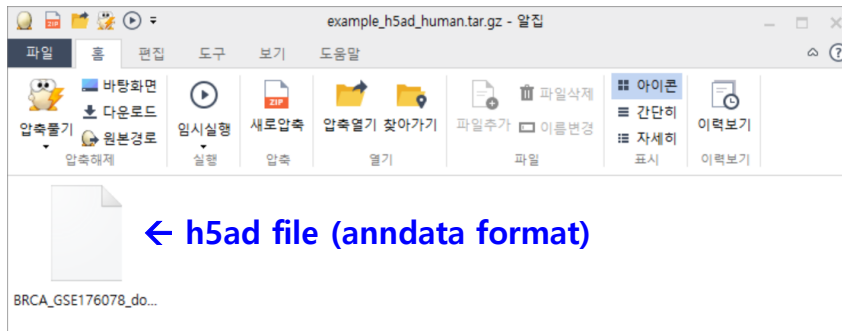 example_h5ad_human.tar.gz - 알집
파일 홈 편집 도구 보기 도움말
압축풀기 바탕화면 다운로드 원본경로
임시실행 새로압축 압축열기 찾아가기 파일추가 파일삭제 이름변경
아이콘 간단히 자세히 이력보기
압축해제 실행 압축 열기 파일 표시 이력보기
← h5ad file (anndata format)
BRCA_GSE176078_do...